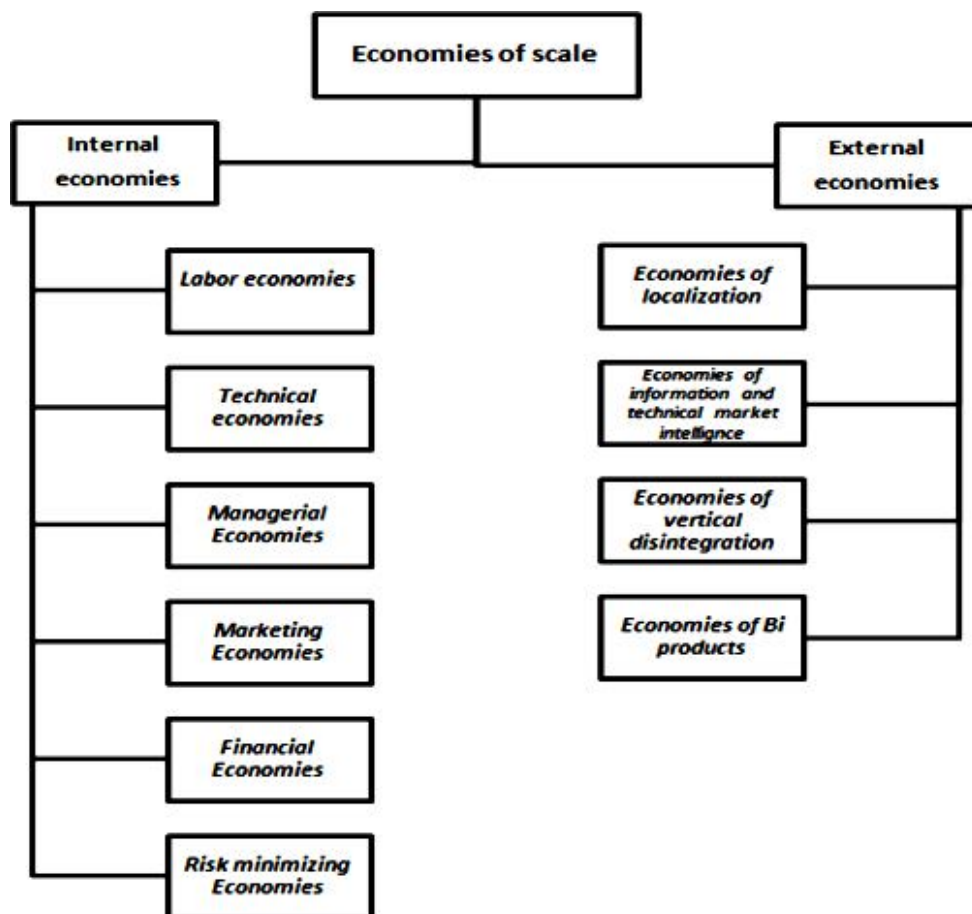 Economies of scale
Internal
economies
External
economies
Labor economies
Technical
economies
Managerial
Economies
Marketing
Economies
Financial
Economies
Risk minimizing
Economies
Economies of
localization
Economies of
information and
technical market
intellignce
Economies of
vertical
disintegration
Economies of Bi
products